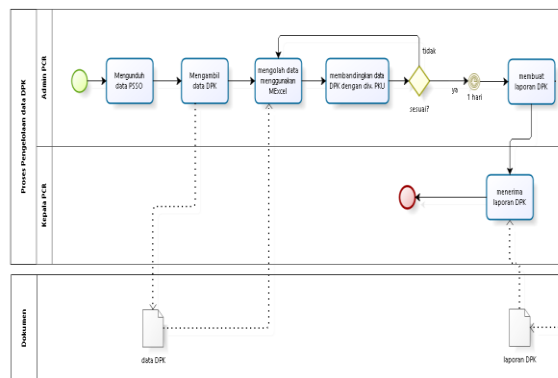 Proses Pengelolaan data DPK
Admin PCR
Mengunduh
data PSSO
Mengambil
data DPK
mengolah data
menggunakan
MExcel
membandingkan data
DPK dengan div. PKU
tidak
sesuai?
ya
1 hari
membuat
laporan DPK
Kepala PCR
menerima
laporan DPK
Dokumen
data DPK
laporan DPK